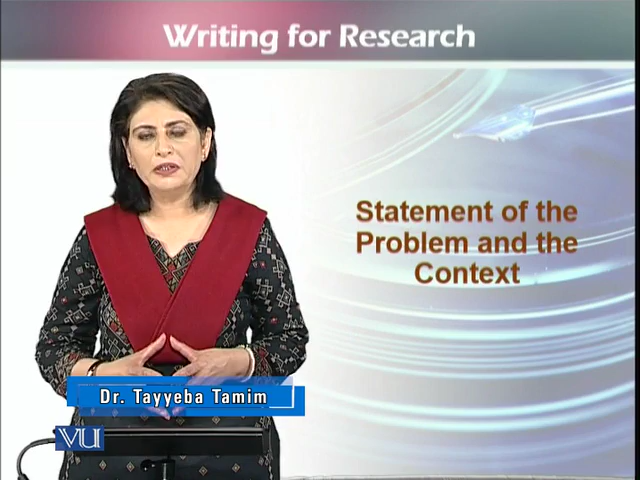 Writing for Research
Statement of the
Problem and the
Context
Dr. Tayyeba Tamim
VU